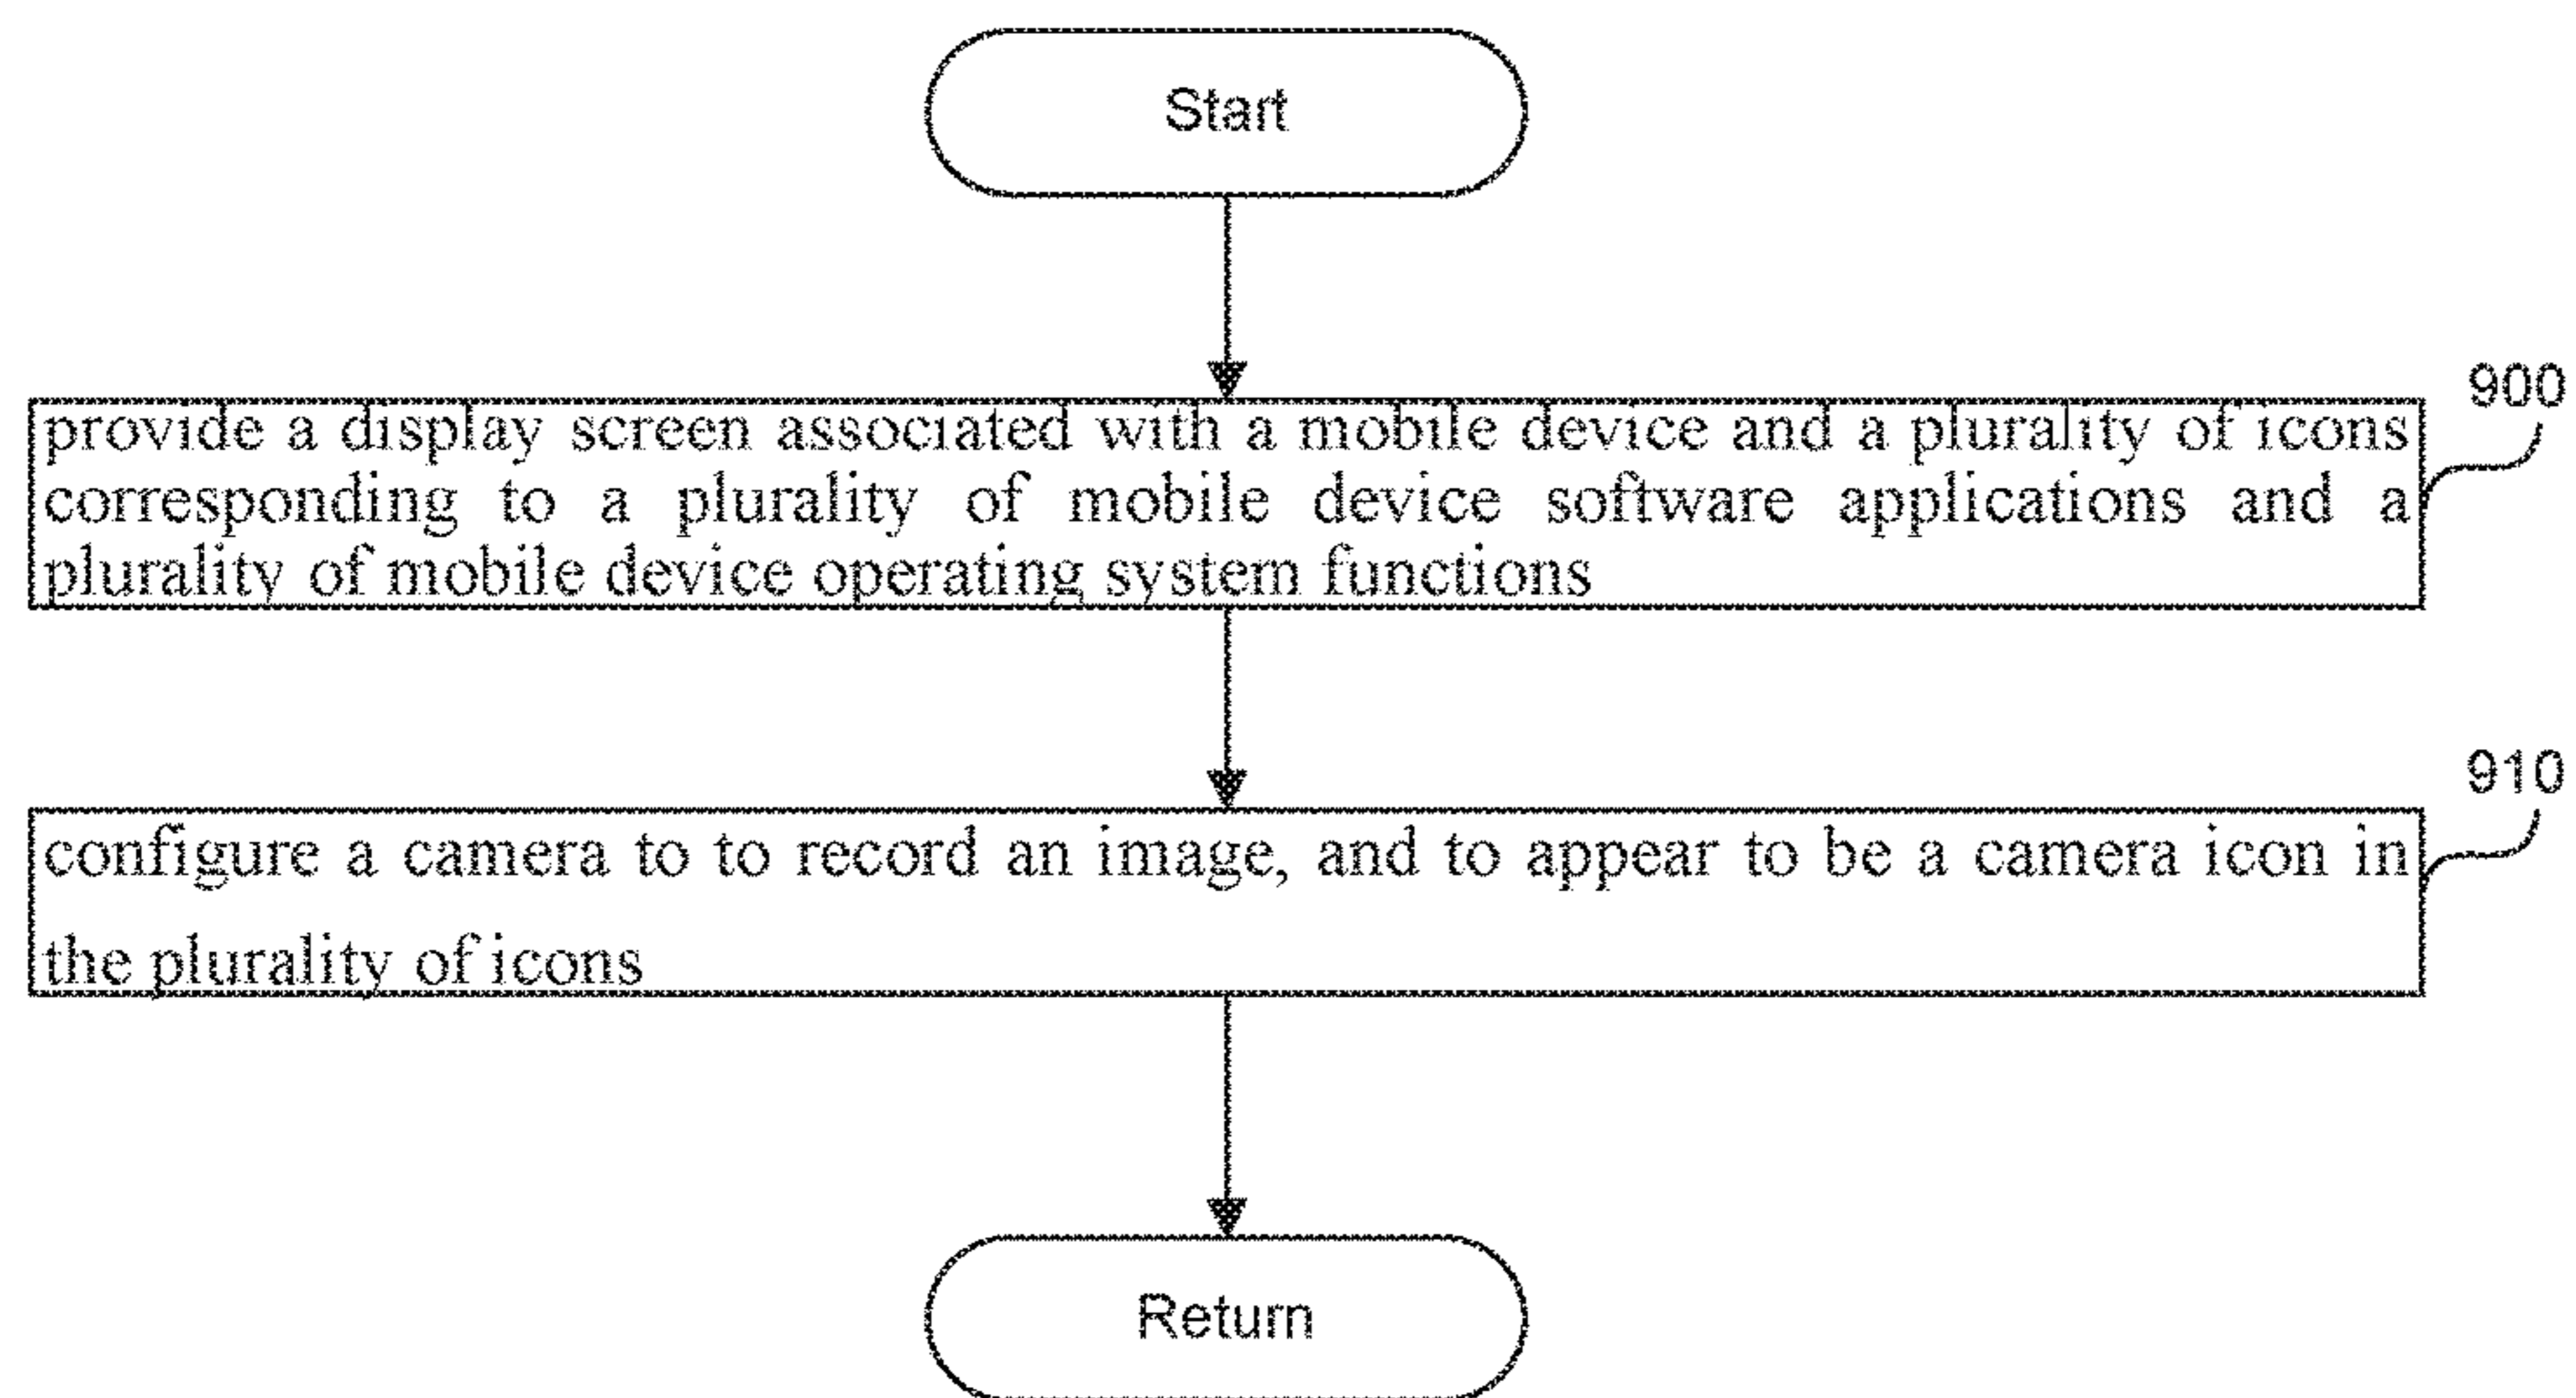 Start
900
provide a display screen associated with a mobile device and a plurality of icons
corresponding to a plurality of mobile device software applications and a
plurality of mobile device operating system functions
910
configure a camera to to record an image, and to appear to be a camera icon in
the plurality of icons
Return